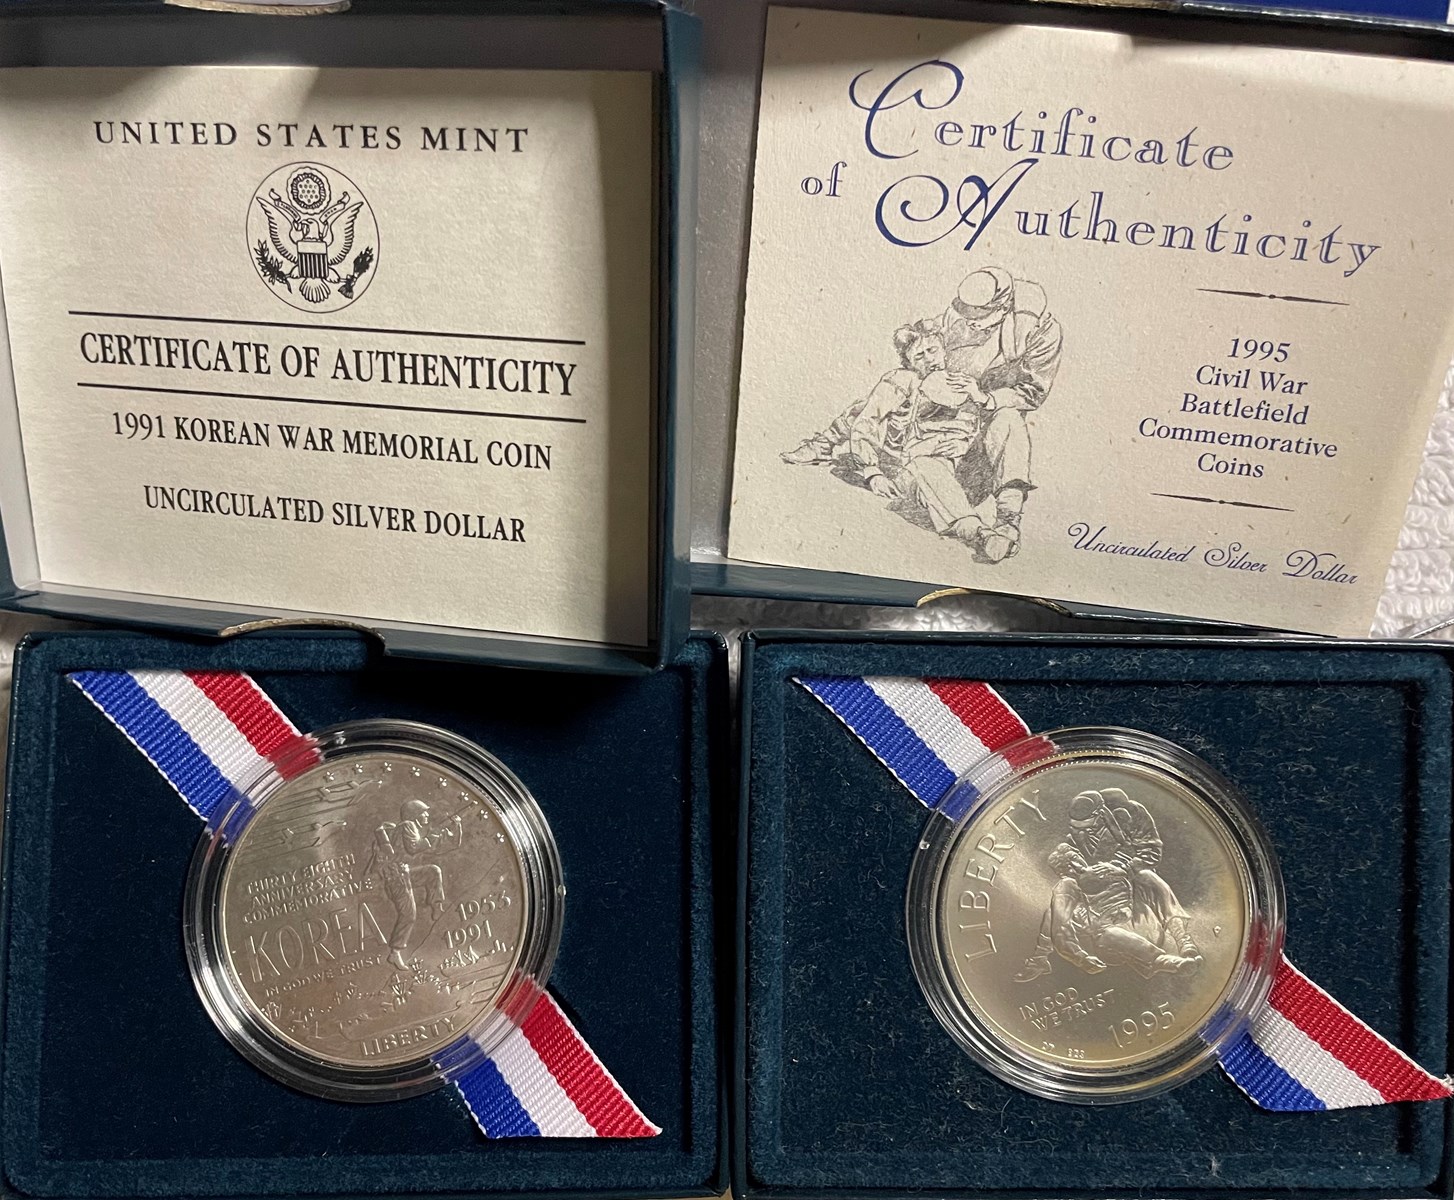 UNITED STATES MINT
CERTIFICATE OF AUTHENTICITY
1991 KOREAN WAR MEMORIAL COIN
UNCIRCULATED SILVER DOLLAR
Certificate
of Authenticity
1995
Civil War
Battlefield
Commemorative
Coins
Uncirculated Silver Dollar
THIRTY EIGHTH
ANNIVERSARY
COMMEMORATIVE
KOREA
1953
1991
IN GOD WE TRUST
LIBERTY
LIBERTY
IN GOD
WE TRUST
1995
P